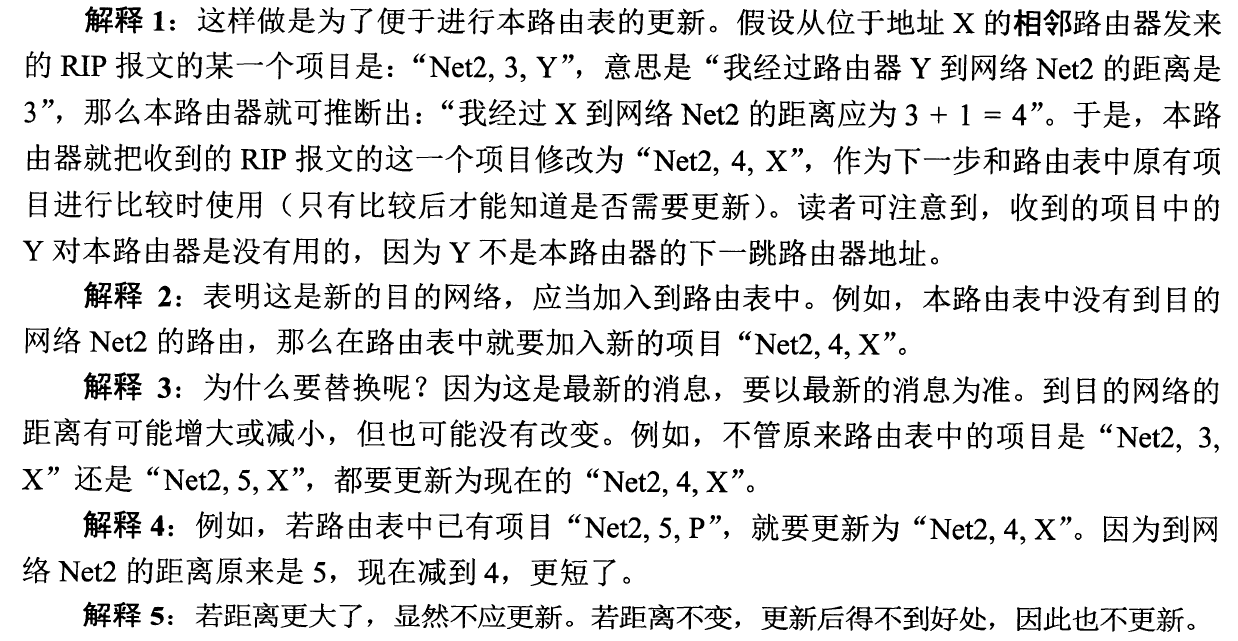 解释 1：这样做是为了便于进行本路由表的更新。假设从位于地址 X 的相邻路由器发来
的 RIP 报文的某一个项目是：“Net2, 3, Y”，意思是“我经过路由器 Y 到网络 Net2 的距离是
3”，那么本路由器就可推断出：“我经过 X 到网络 Net2 的距离应为 3 + 1 = 4”。于是，本路
由器就把收到的 RIP 报文的这一个项目修改为“Net2, 4, X”，作为下一步和路由表中原有项
目进行比较时使用（只有比较后才能知道是否需要更新）。读者可注意到，收到的项目中的
Y 对本路由器是没有用的，因为 Y 不是本路由器的下一跳路由器地址。
解释 2：表明这是新的目的网络，应当加入到路由表中。例如，本路由表中没有到目的
网络 Net2 的路由，那么在路由表中就要加入新的项目“Net2, 4, X”。
解释 3：为什么要替换呢？因为这是最新的消息，要以最新的消息为准。到目的网络的
距离有可能增大或减小，但也可能没有改变。例如，不管原来路由表中的项目是“Net2, 3,
X”还是“Net2, 5, X”，都要更新为现在的“Net2, 4, X”。
解释 4：例如，若路由表中已有项目“Net2, 5, P”，就要更新为“Net2, 4, X”。因为到网
络 Net2 的距离原来是 5，现在减到 4，更短了。
解释 5：若距离更大了，显然不应更新。若距离不变，更新后得不到好处，因此也不更新。